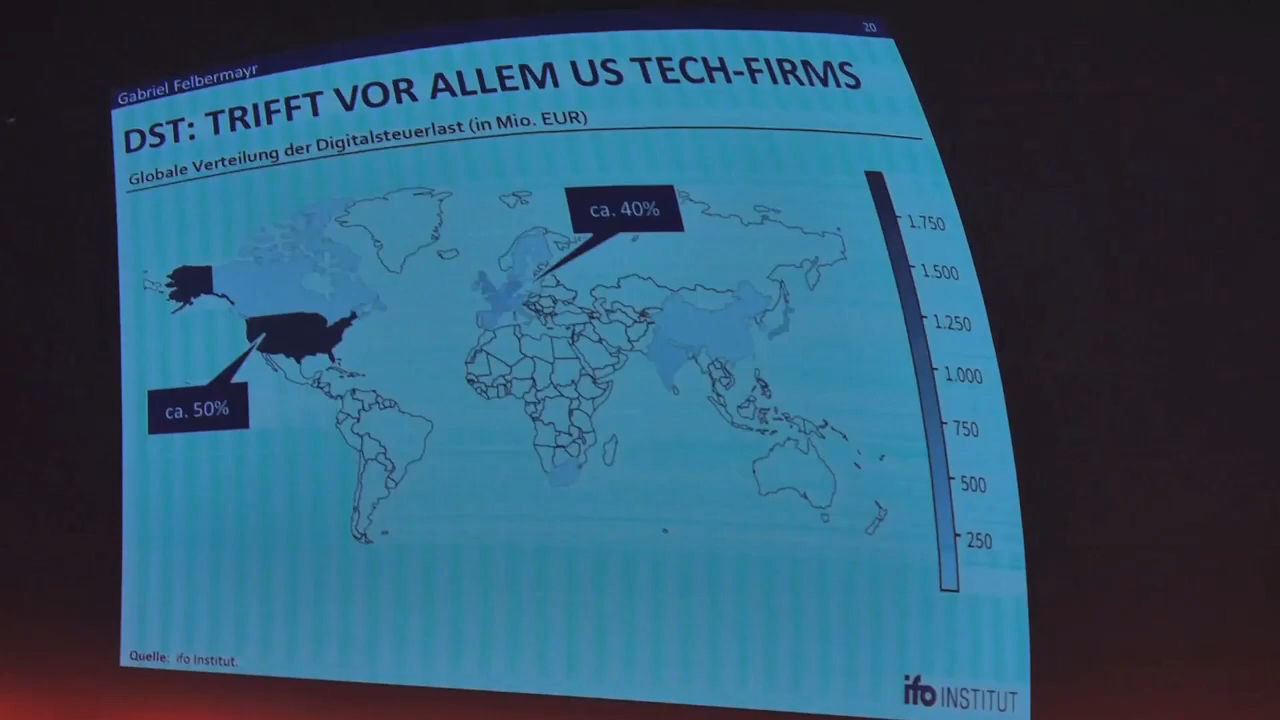 20
Gabriel Felbermayr
DST: TRIFFT VOR ALLEM US TECH-FIRMS
Globale Verteilung der Digitalsteuerlast (in Mio. EUR)
ca. 40%
ca. 50%
1.750
1.500
1.250
1.000
750
500
250
Quelle: ifo Institut.
ifo INSTITUT